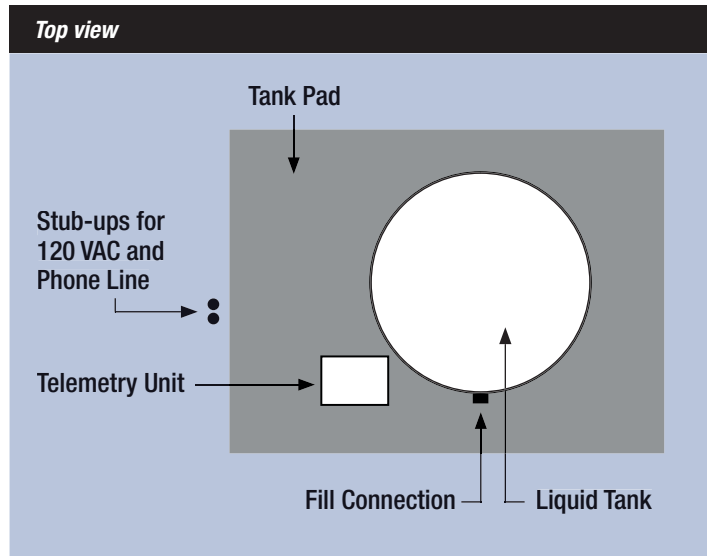 Top view
Tank Pad
Stub-ups for
120 VAC and
Phone Line
Telemetry Unit
Fill Connection
Liquid Tank